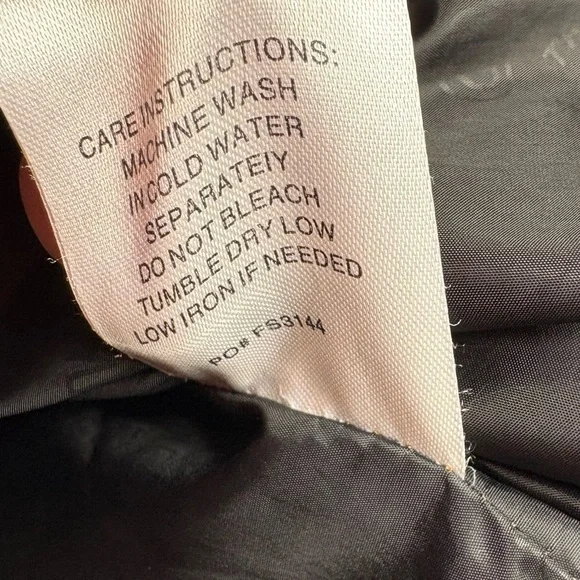 CARE INSTRUCTIONS:
MACHINE WASH
IN COLD WATER
SEPARATEIY
DO NOT BLEACH
TUMBLE DRY LOW
LOW IRON IF NEEDED
PO# FS3144